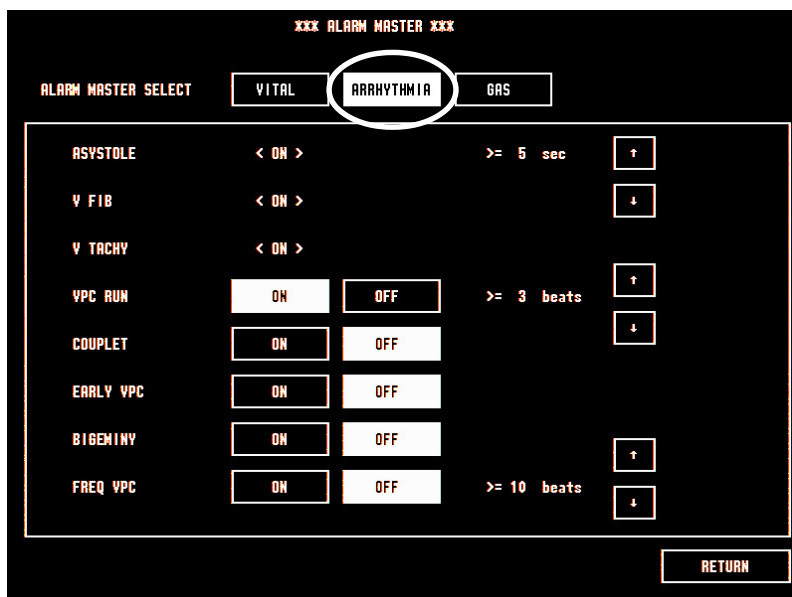 *** ALARM MASTER ***
ALARM MASTER SELECT VITAL ARRHYTHMIA GAS
ASYSTOLE < ON > >= 5 sec ↑
V FIB < ON > ↓
V TACHY < ON >
VPC RUN ON OFF >= 3 beats ↑
COUPLET ON OFF ↓
EARLY VPC ON OFF
BIGEMINY ON OFF ↑
FREQ VPC ON OFF >= 10 beats ↓
RETURN